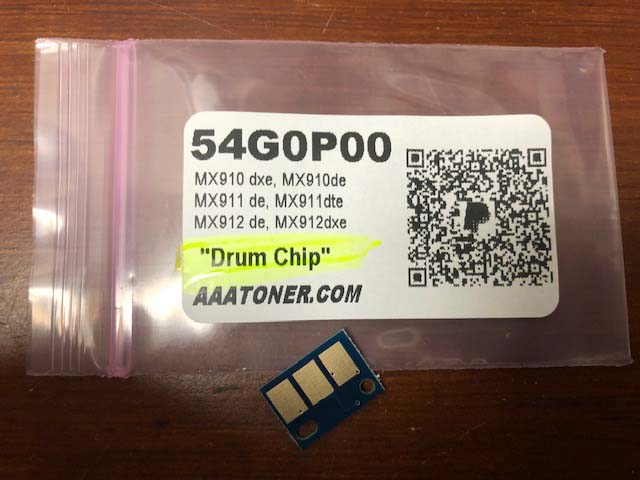 54G0P00
MX910 dxe, MX910de
MX911 de, MX911dte
MX912 de, MX912dxe
"Drum Chip"
AAATONER.COM